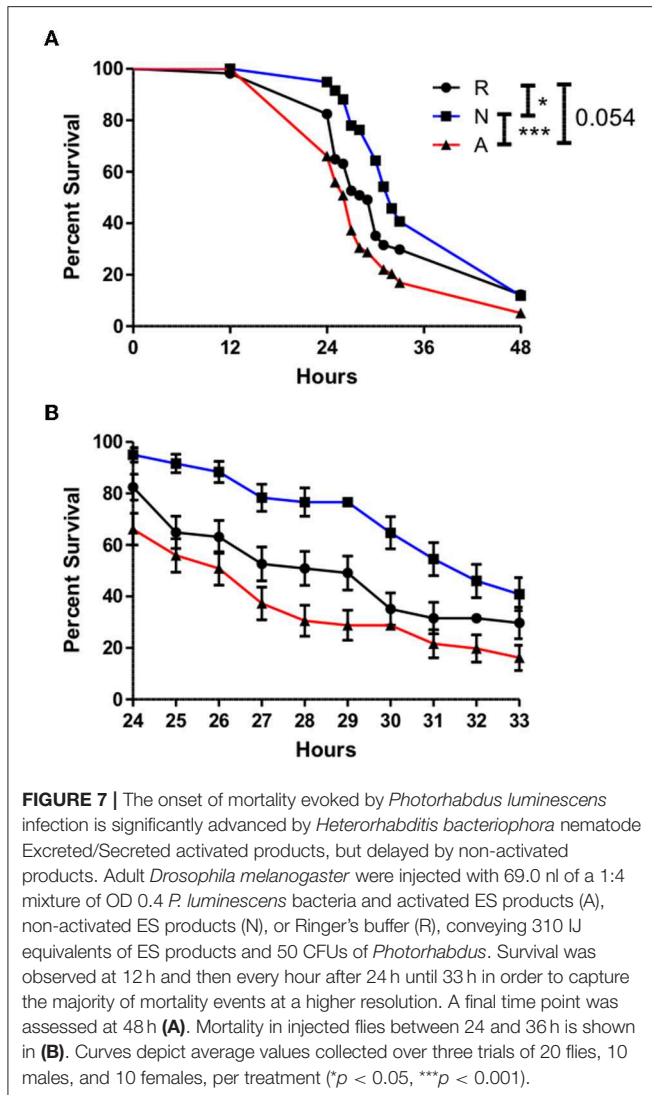 A
100
80
60
40
20
0
Percent Survival
0 12 24 36 48
Hours
R
N
A
*
***
0.054
B
100
80
60
40
20
0
Percent Survival
24 25 26 27 28 29 30 31 32 33
Hours
FIGURE 7 | The onset of mortality evoked by Photorhabdus luminescens
infection is significantly advanced by Heterorhabditis bacteriophora nematode
Excreted/Secreted activated products, but delayed by non-activated
products. Adult Drosophila melanogaster were injected with 69.0 nl of a 1:4
mixture of OD 0.4 P. luminescens bacteria and activated ES products (A),
non-activated ES products (N), or Ringer's buffer (R), conveying 310 IJ
equivalents of ES products and 50 CFUs of Photorhabdus. Survival was
observed at 12 h and then every hour after 24 h until 33 h in order to capture
the majority of mortality events at a higher resolution. A final time point was
assessed at 48 h (A). Mortality in injected flies between 24 and 36 h is shown
in (B). Curves depict average values collected over three trials of 20 flies, 10
males, and 10 females, per treatment (*p < 0.05, ***p < 0.001).